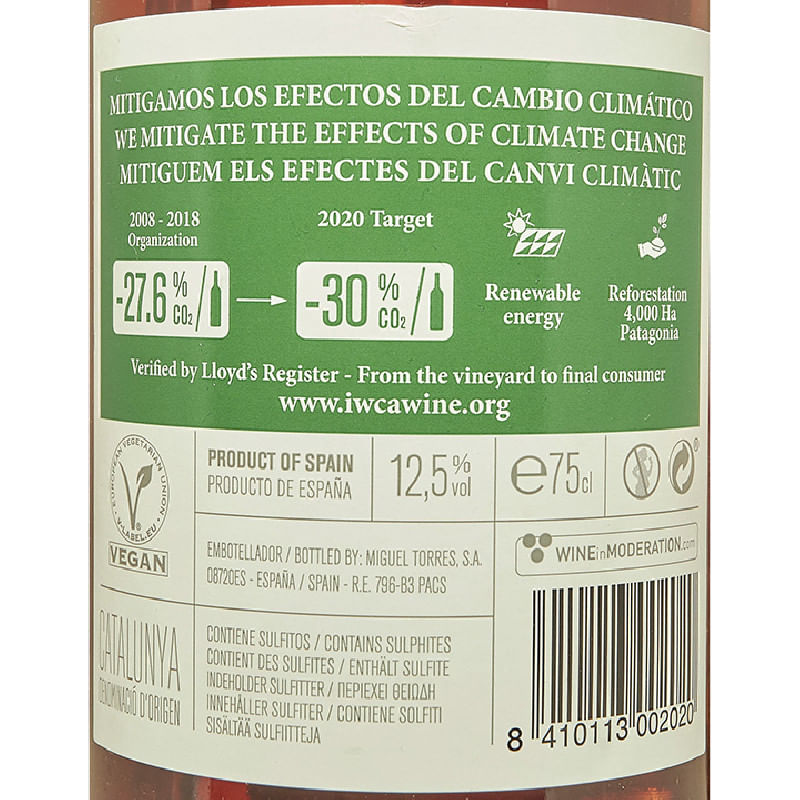 MITIGAMOS LOS EFECTOS DEL CAMBIO CLIMÁTICO
WE MITIGATE THE EFFECTS OF CLIMATE CHANGE
MITIGUEM ELS EFECTES DEL CANVI CLIMÀTIC
2008 - 2018
Organization
-27.6 % CO₂/
2020 Target
-30 % CO₂/
Renewable
energy
Reforestation
4,000 Ha
Patagonia
Verified by Lloyd's Register - From the vineyard to final consumer
www.iwcawine.org
EUROPEAN VEGETARIAN UNION
V-LABEL.EU
VEGAN
PRODUCT OF SPAIN
PRODUCTO DE ESPAÑA
12,5 % vol
℮75cl
EMBOTELLADOR / BOTTLED BY: MIGUEL TORRES, S.A.
08720ES - ESPAÑA / SPAIN - R.E. 796-B3 PACS
WINEinMODERATION.com
CATALUNYA
DENOMINACIÓ D'ORIGEN
CONTIENE SULFITOS / CONTAINS SULPHITES
CONTIENT DES SULFITES / ENTHÄLT SULFITE
INDEHOLDER SULFITTER / ΠΕΡΙΕΧΕΙ ΘΕΙΩΔΗ
INNEHÅLLER SULFITER / CONTIENE SOLFITI
SISÄLTÄÄ SULFIITTEJA
8 410113 002020